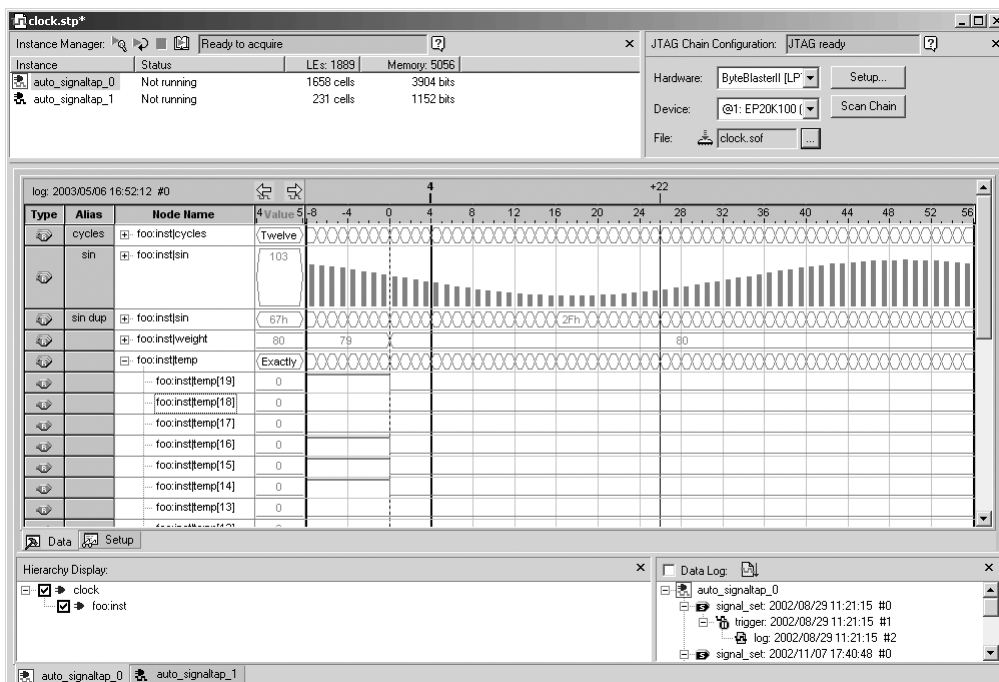 clock.stp*
Instance Manager: Ready to acquire
Instance Status LEs: 1889 Memory: 5056
auto_signaltap_0 Not running 1658 cells 3904 bits
auto_signaltap_1 Not running 231 cells 1152 bits
JTAG Chain Configuration: JTAG ready
Hardware: ByteBlasterII [LP Setup...
Device: @1: EP20K100 ( Scan Chain
File: clock.sof ...
log: 2003/05/06 16:52:12 #0 4 +22
Type Alias Node Name 4 Value 5 -8 -4 0 4 8 12 16 20 24 28 32 36 40 44 48 52 56
cycles foo:inst|cycles Twelve
sin foo:inst|sin 103
sin dup foo:inst|sin 67h 2Fh
foo:inst|weight 80 79 80
foo:inst|temp Exactly
foo:inst|temp[19] 0
foo:inst|temp[18] 0
foo:inst|temp[17] 0
foo:inst|temp[16] 0
foo:inst|temp[15] 0
foo:inst|temp[14] 0
foo:inst|temp[13] 0
Data Setup
Hierarchy Display:
clock
foo:inst
Data Log:
auto_signaltap_0
signal_set: 2002/08/29 11:21:15 #0
trigger: 2002/08/29 11:21:15 #1
log: 2002/08/29 11:21:15 #2
signal_set: 2002/11/07 17:40:48 #0
auto_signaltap_0 auto_signaltap_1